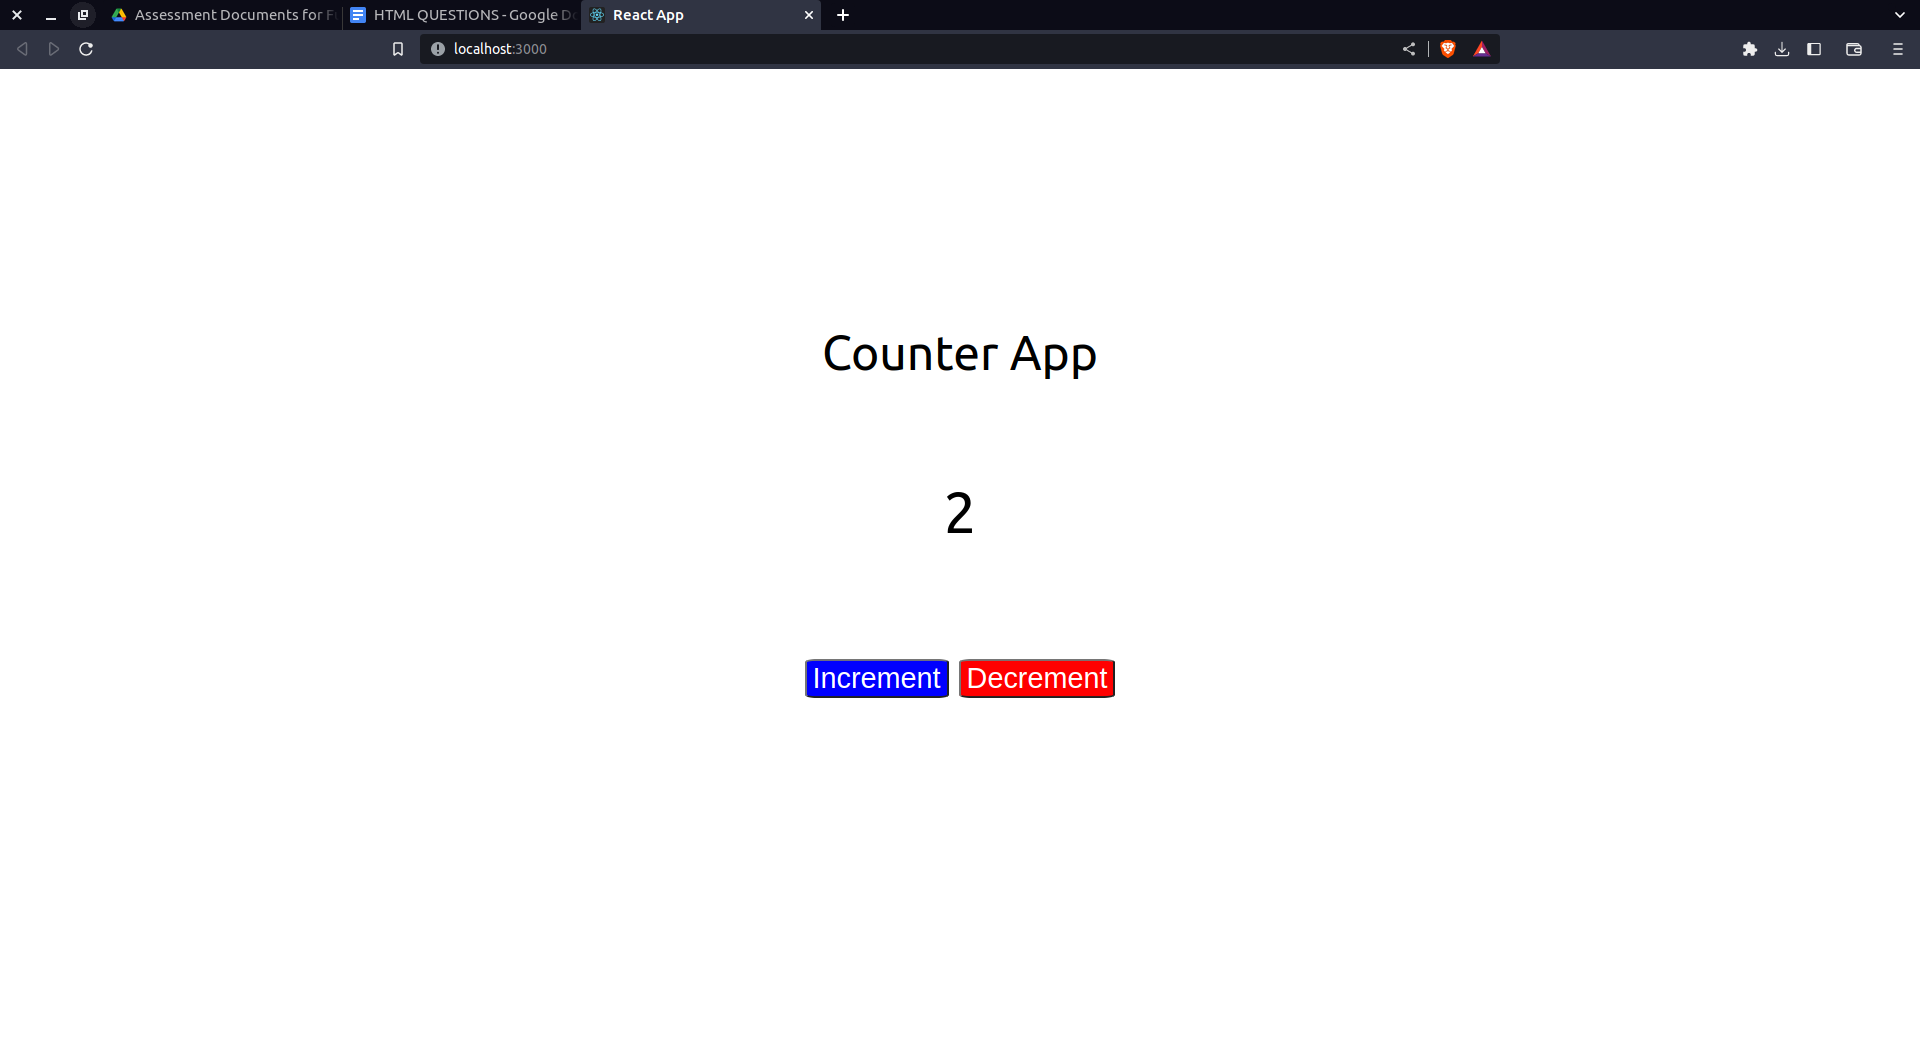 Assessment Documents for F
HTML QUESTIONS - Google D
React App
localhost:3000
Counter App
2
Increment
Decrement